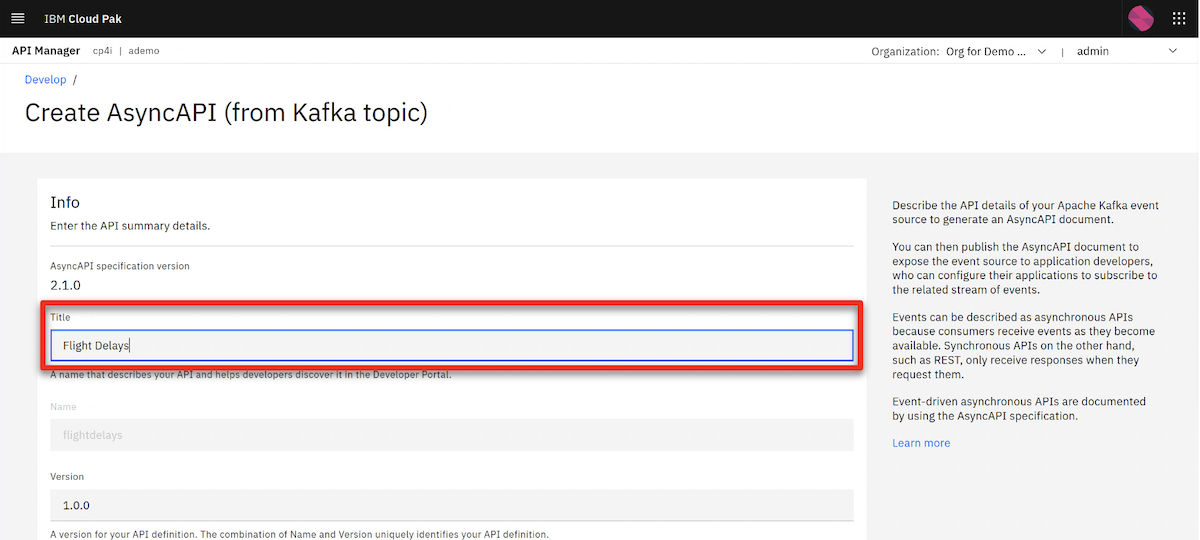 IBM Cloud Pak
API Manager cp4i | ademo Organization: Org for Demo ... | admin
Develop /
Create AsyncAPI (from Kafka topic)
Info
Enter the API summary details.
AsyncAPI specification version
2.1.0
Title
Flight Delays
A name that describes your API and helps developers discover it in the Developer Portal.
Name
flightdelays
Version
1.0.0
A version for your API definition. The combination of Name and Version uniquely identifies your API definition.
Describe the API details of your Apache Kafka event
source to generate an AsyncAPI document.
You can then publish the AsyncAPI document to
expose the event source to application developers,
who can configure their applications to subscribe to
the related stream of events.
Events can be described as asynchronous APIs
because consumers receive events as they become
available. Synchronous APIs on the other hand,
such as REST, only receive responses when they
request them.
Event-driven asynchronous APIs are documented
by using the AsyncAPI specification.
Learn more